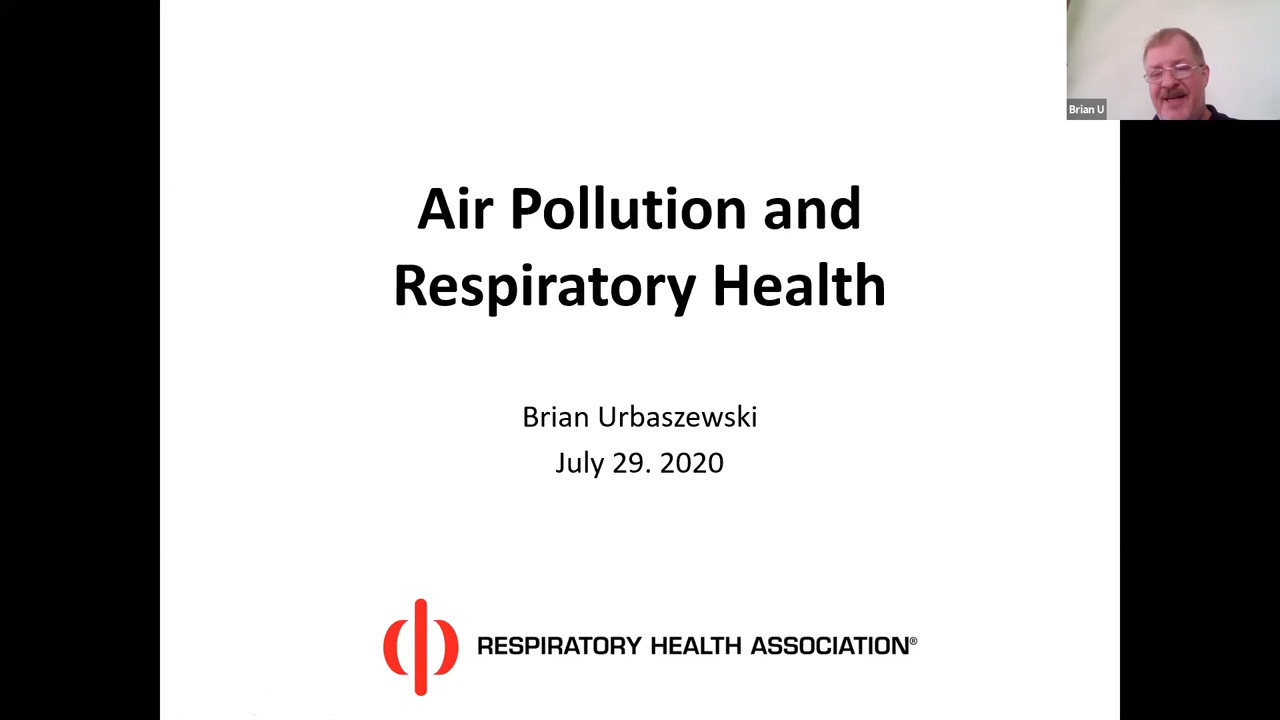 Brian U
Air Pollution and
Respiratory Health
Brian Urbaszewski
July 29. 2020
RESPIRATORY HEALTH ASSOCIATION®